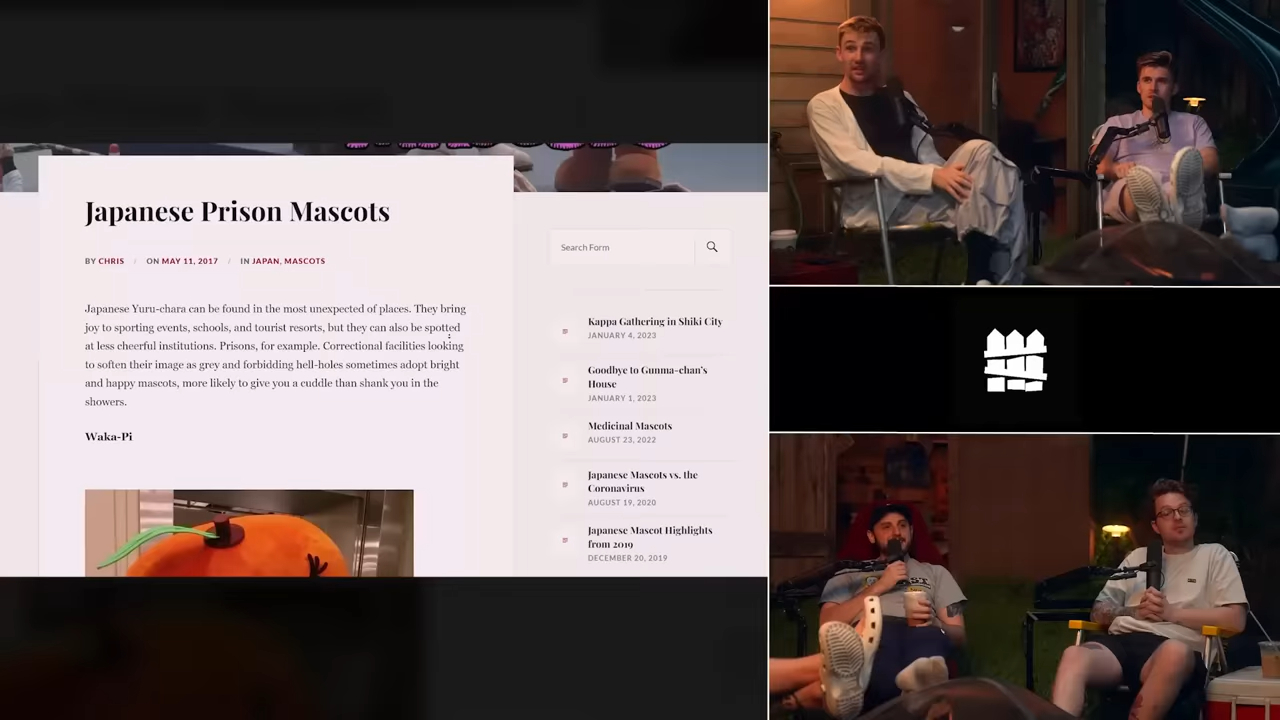 Japanese Prison Mascots
BY CHRIS / ON MAY 11, 2017 / IN JAPAN, MASCOTS
Japanese Yuru-chara can be found in the most unexpected of places. They bring
joy to sporting events, schools, and tourist resorts, but they can also be spotted
at less cheerful institutions. Prisons, for example. Correctional facilities looking
to soften their image as grey and forbidding hell-holes sometimes adopt bright
and happy mascots, more likely to give you a cuddle than shank you in the
showers.
Waka-Pi
Search Form
Kappa Gathering in Shiki City
JANUARY 4, 2023
Goodbye to Gunma-chan's
House
JANUARY 1, 2023
Medicinal Mascots
AUGUST 23, 2022
Japanese Mascots vs. the
Coronavirus
AUGUST 19, 2020
Japanese Mascot Highlights
from 2019
DECEMBER 20, 2019